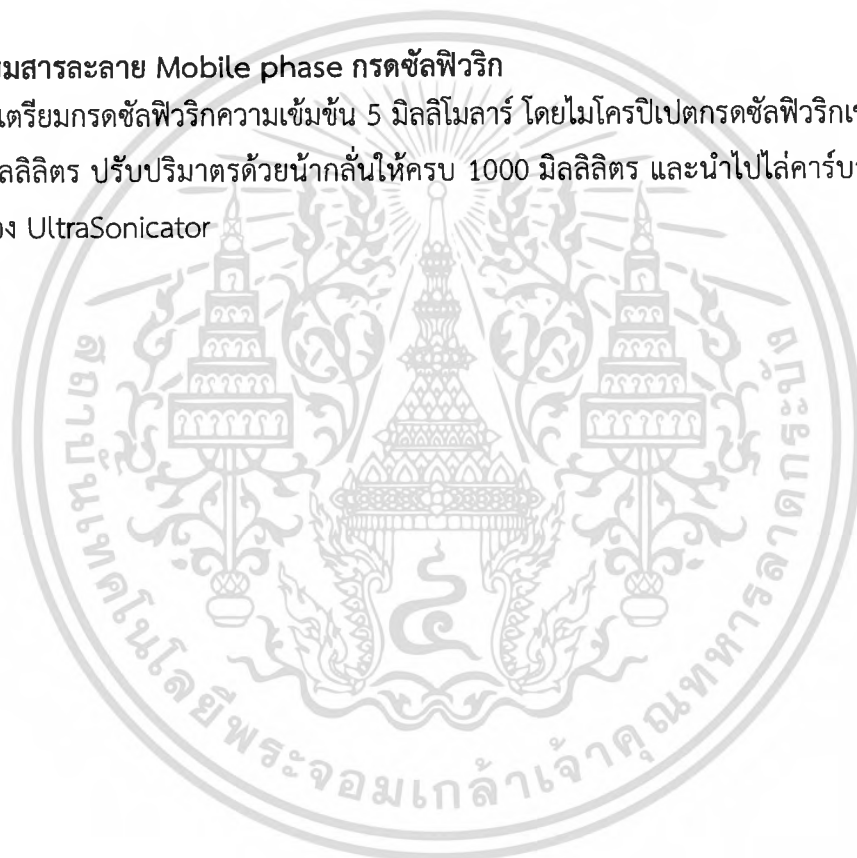 ยมสารละลาย Mobile phase กรดซัลฟิวริก
เตรียมกรดซัลฟิวริกความเข้มข้น 5 มิลลิโมลาร์ โดยไมโครปิเปตกรดซัลฟิวริกเข
ลลิลิตร ปรับปริมาตรด้วยน้ำกลั่นให้ครบ 1000 มิลลิลิตร และนำไปไล่คาร์บ
อง UltraSonicator
สถาบันเทคโนโลยีพระจอมเกล้าเจ้าคุณทหารลาดกระบัง